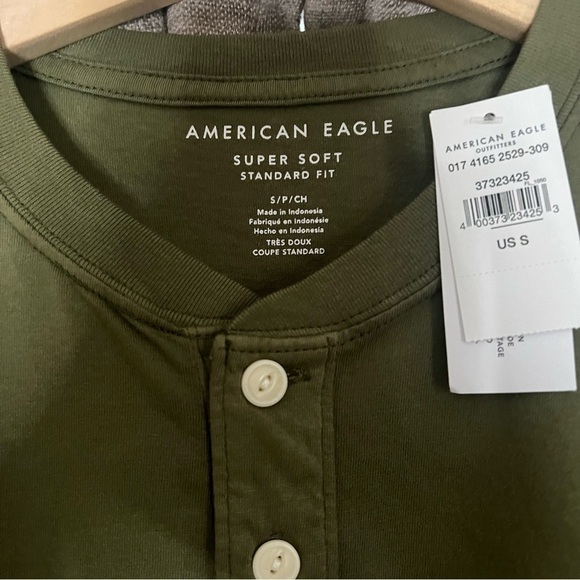 AMERICAN EAGLE
SUPER SOFT
STANDARD FIT
S/P/CH
Made in Indonesia
Fabriqué en Indonésie
Hecho en Indonesia
TRÈS DOUX
COUPE STANDARD
AMERICAN EAGLE
OUTFITTERS
017 4165 2529-309
37323425
FL_1050
4 00373 23425 3
US S